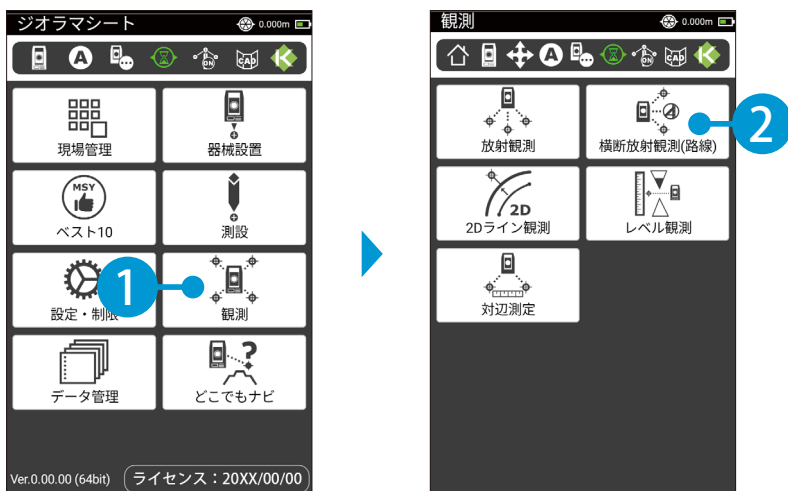 ジオラマシート
0.000m
A
ON
CAD
現場管理
器械設置
MSY
ベスト10
測設
設定・制限
1
観測
データ管理
?
どこでもナビ
Ver.0.00.00 (64bit)
ライセンス：20XX/00/00
観測
0.000m
A
ON
CAD
放射観測
横断放射観測(路線)
2
2D
2Dライン観測
レベル観測
対辺測定